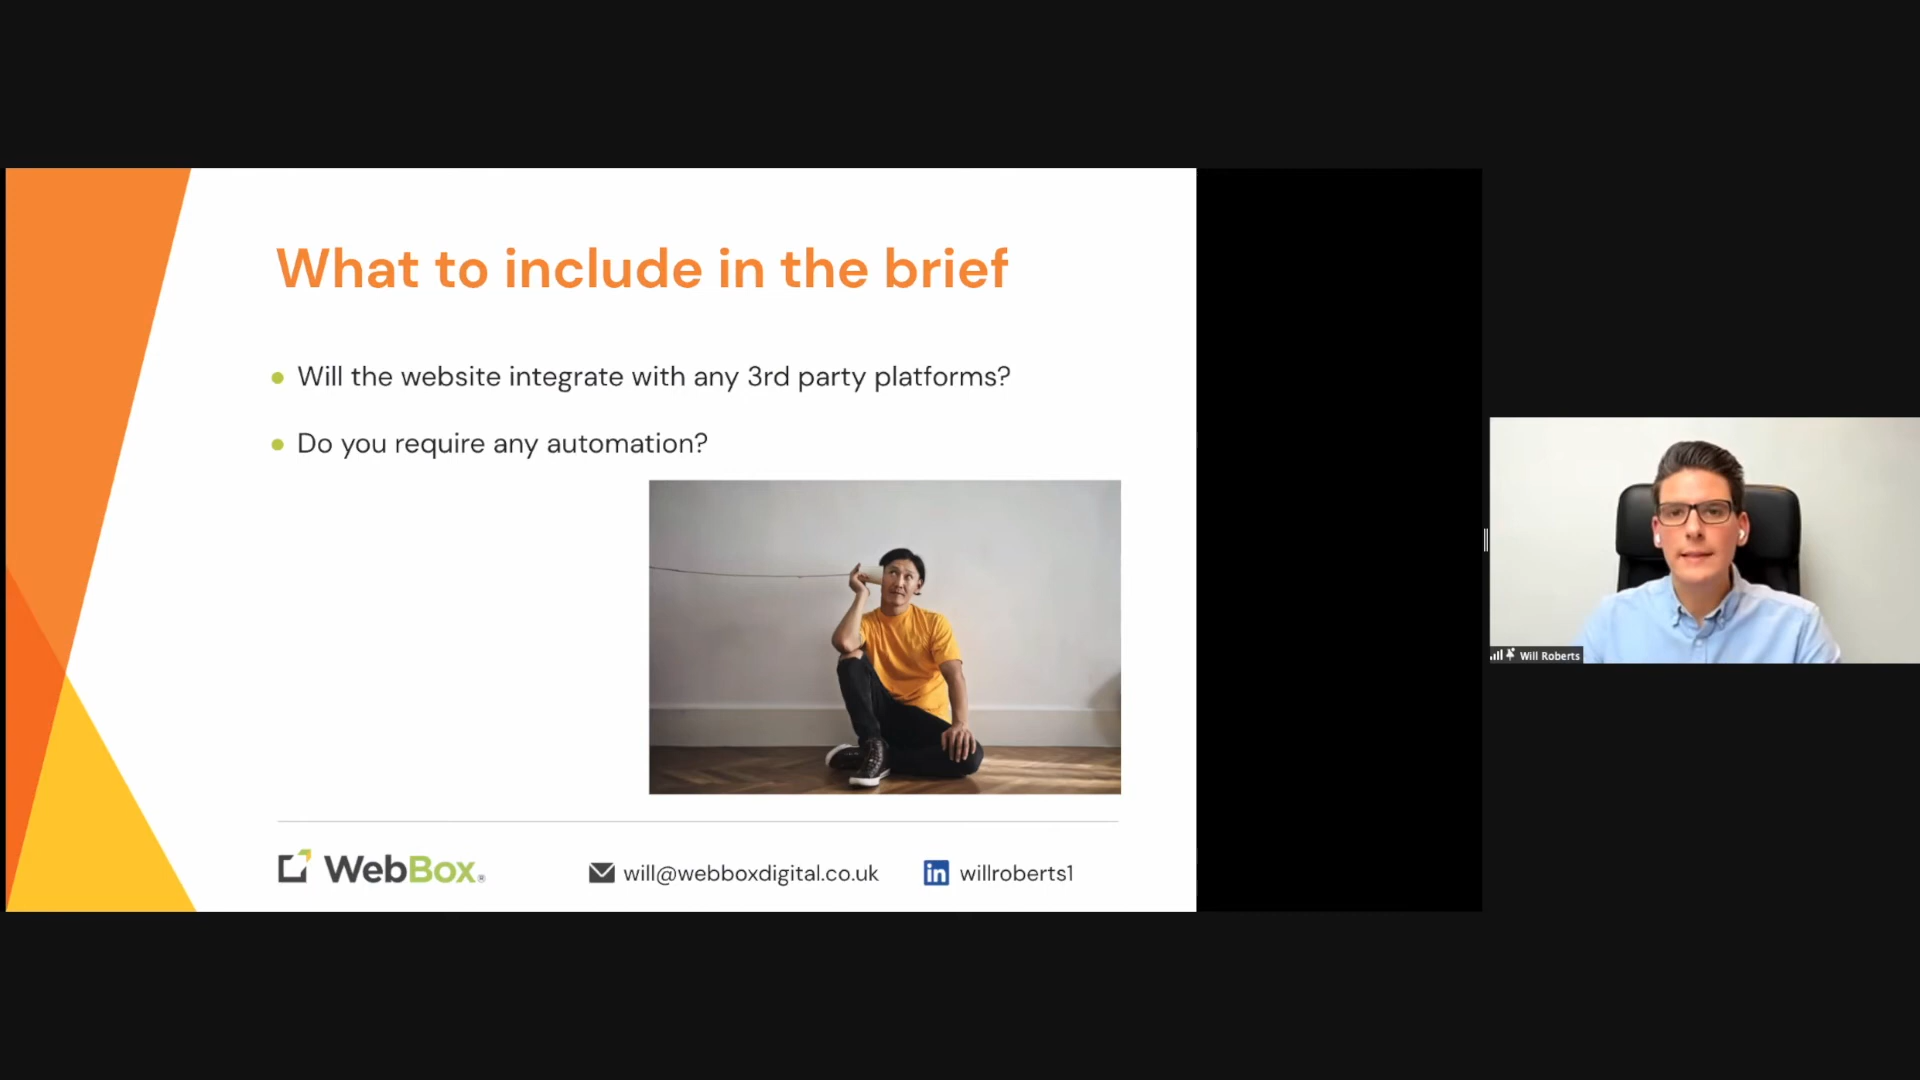 What to include in the brief
Will the website integrate with any 3rd party platforms?
Do you require any automation?
WebBox®
will@webboxdigital.co.uk
in willroberts1
Will Roberts